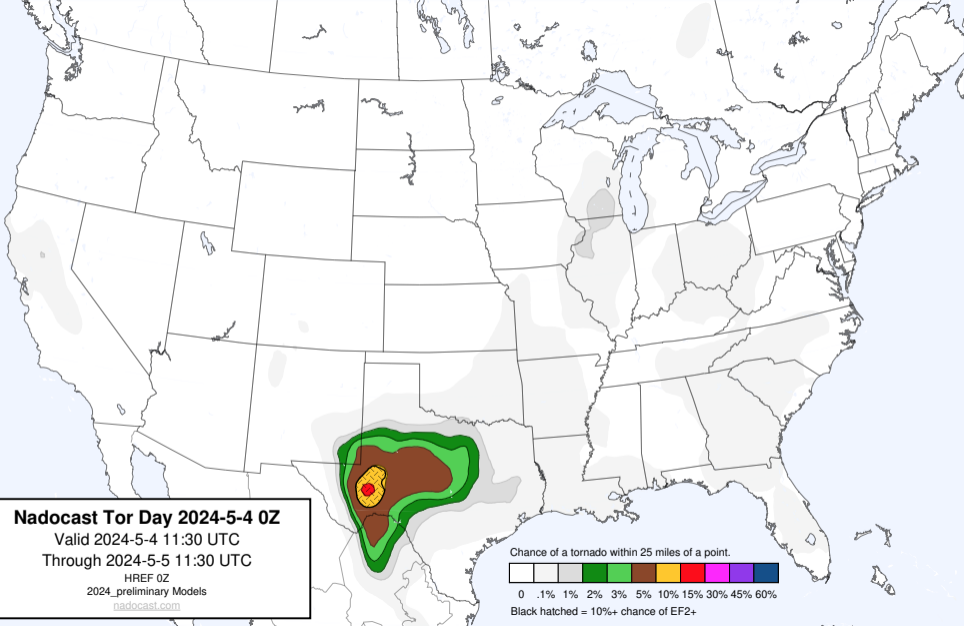 Nadocast Tor Day 2024-5-4 0Z
Valid 2024-5-4 11:30 UTC
Through 2024-5-5 11:30 UTC
HREF 0Z
2024_preliminary Models
nadocast.com
Chance of a tornado within 25 miles of a point.
0 .1% 1% 2% 3% 5% 10% 15% 30% 45% 60%
Black hatched = 10%+ chance of EF2+